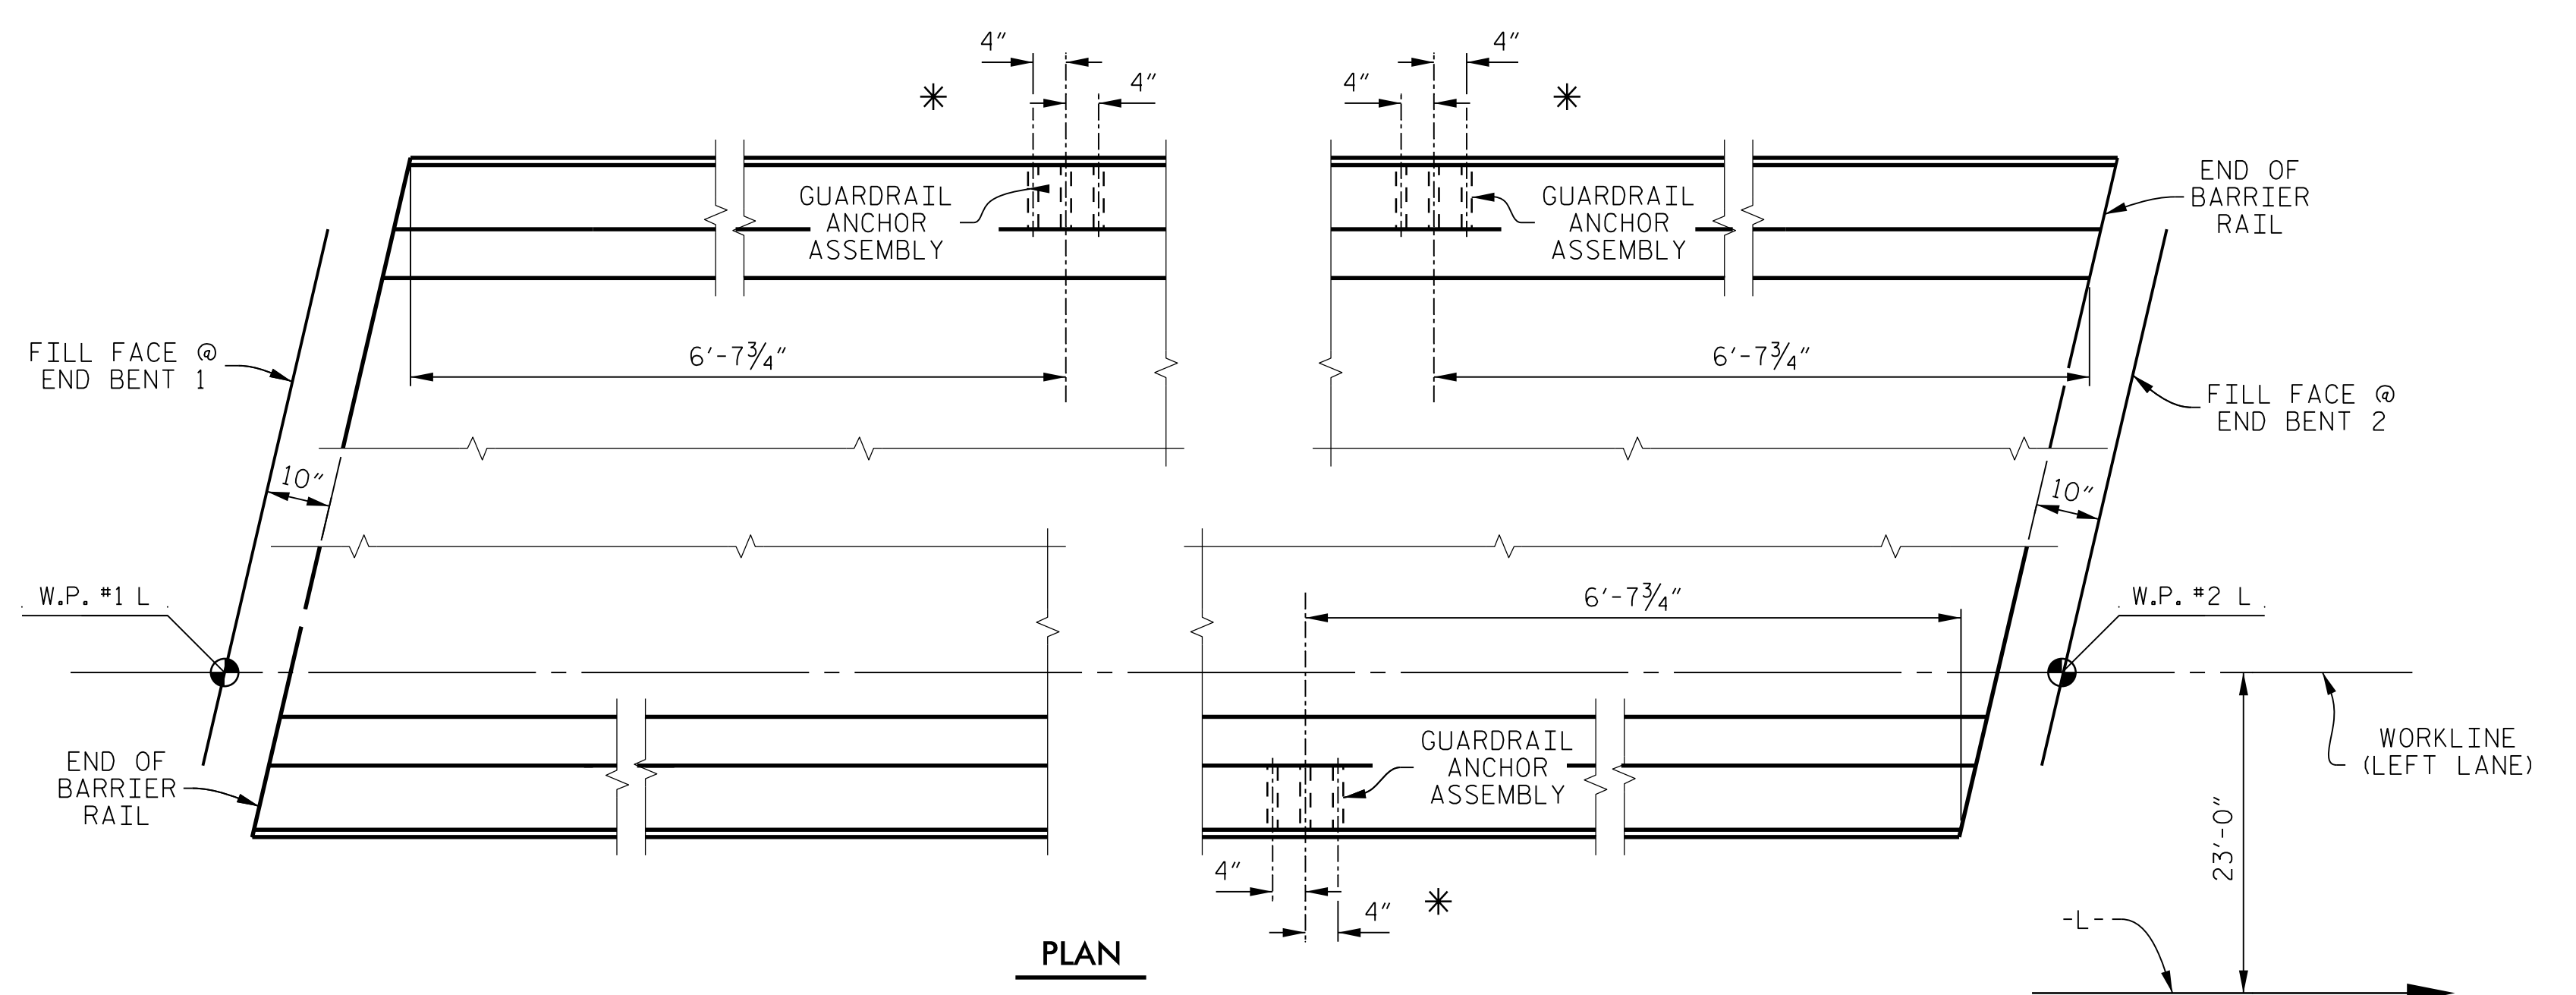 4″
4″
4″
4″
✳
✳
GUARDRAIL
ANCHOR
ASSEMBLY
GUARDRAIL
ANCHOR
ASSEMBLY
END OF
BARRIER
RAIL
FILL FACE @
END BENT 1
6′-7¾″
6′-7¾″
FILL FACE @
END BENT 2
10″
10″
W.P. #1 L
6′-7¾″
W.P. #2 L
END OF
BARRIER
RAIL
GUARDRAIL
ANCHOR
ASSEMBLY
WORKLINE
(LEFT LANE)
23′-0″
4″
4″
✳
-L-
PLAN